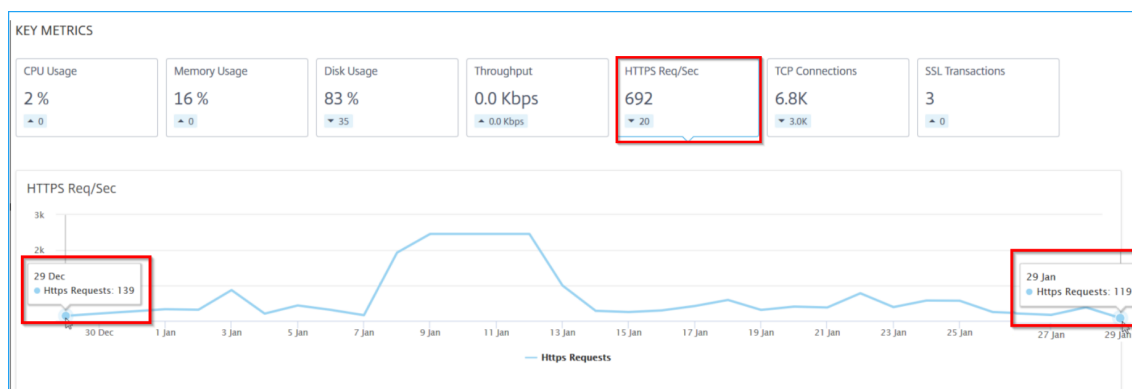 KEY METRICS
CPU Usage
2 %
▲ 0
Memory Usage
16 %
▲ 0
Disk Usage
83 %
▼ 35
Throughput
0.0 Kbps
▲ 0.0 Kbps
HTTPS Req/Sec
692
▼ 20
TCP Connections
6.8K
▼ 3.0K
SSL Transactions
3
▲ 0
HTTPS Req/Sec
3k
2k
29 Dec
Https Requests: 139
29 Jan
Https Requests: 119
30 Dec 1 Jan 3 Jan 5 Jan 7 Jan 9 Jan 11 Jan 13 Jan 15 Jan 17 Jan 19 Jan 21 Jan 23 Jan 25 Jan 27 Jan 29 Jan
Https Requests